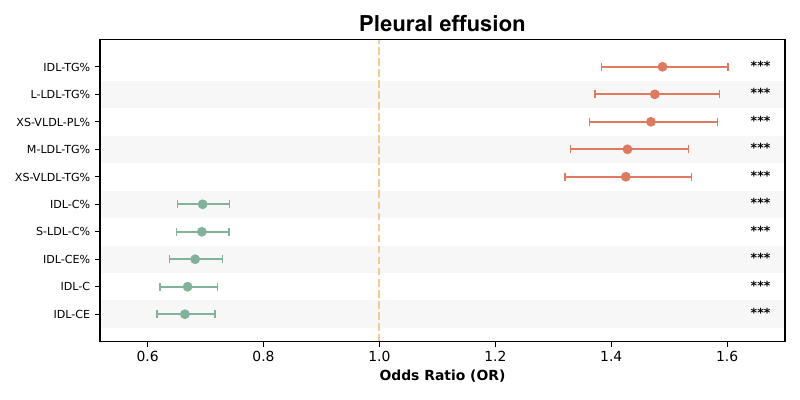 Pleural effusion
IDL-TG% ***
L-LDL-TG% ***
XS-VLDL-PL% ***
M-LDL-TG% ***
XS-VLDL-TG% ***
IDL-C% ***
S-LDL-C% ***
IDL-CE% ***
IDL-C ***
IDL-CE ***
0.6 0.8 1.0 1.2 1.4 1.6
Odds Ratio (OR)